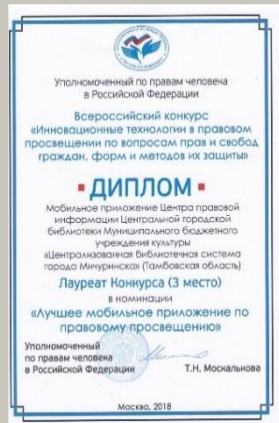 Уполномоченный по правам человека
в Российской Федерации
Всероссийский конкурс
«Инновационные технологии в правовом
просвещении по вопросам прав и свобод
граждан, форм и методов их защиты»
ДИПЛОМ
Мобильное приложение Центра правовой
информации Центральной городской
библиотеки Муниципального бюджетного
учреждения культуры
«Централизованная библиотечная система
города Мичуринска» (Тамбовская область)
Лауреат Конкурса (3 место)
в номинации
«Лучшее мобильное приложение по
правовому просвещению»
Уполномоченный
по правам человека
в Российской Федерации
Т.Н. Москалькова
Москва, 2018